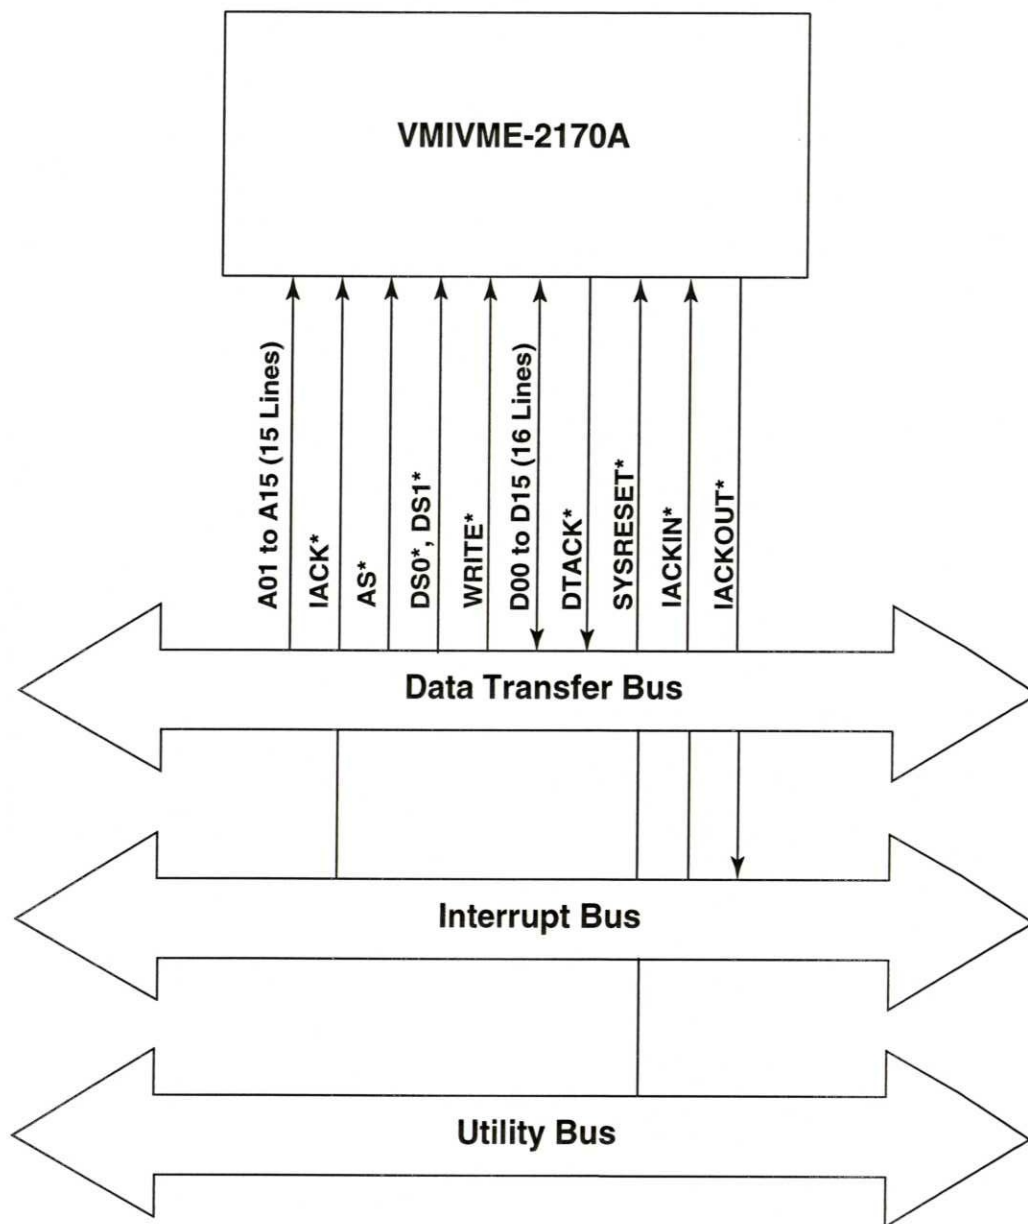 VMIVME-2170A
A01 to A15 (15 Lines)
IACK*
AS*
DS0*, DS1*
WRITE*
D00 to D15 (16 Lines)
DTACK*
SYSRESET*
IACKIN*
IACKOUT*
Data Transfer Bus
Interrupt Bus
Utility Bus